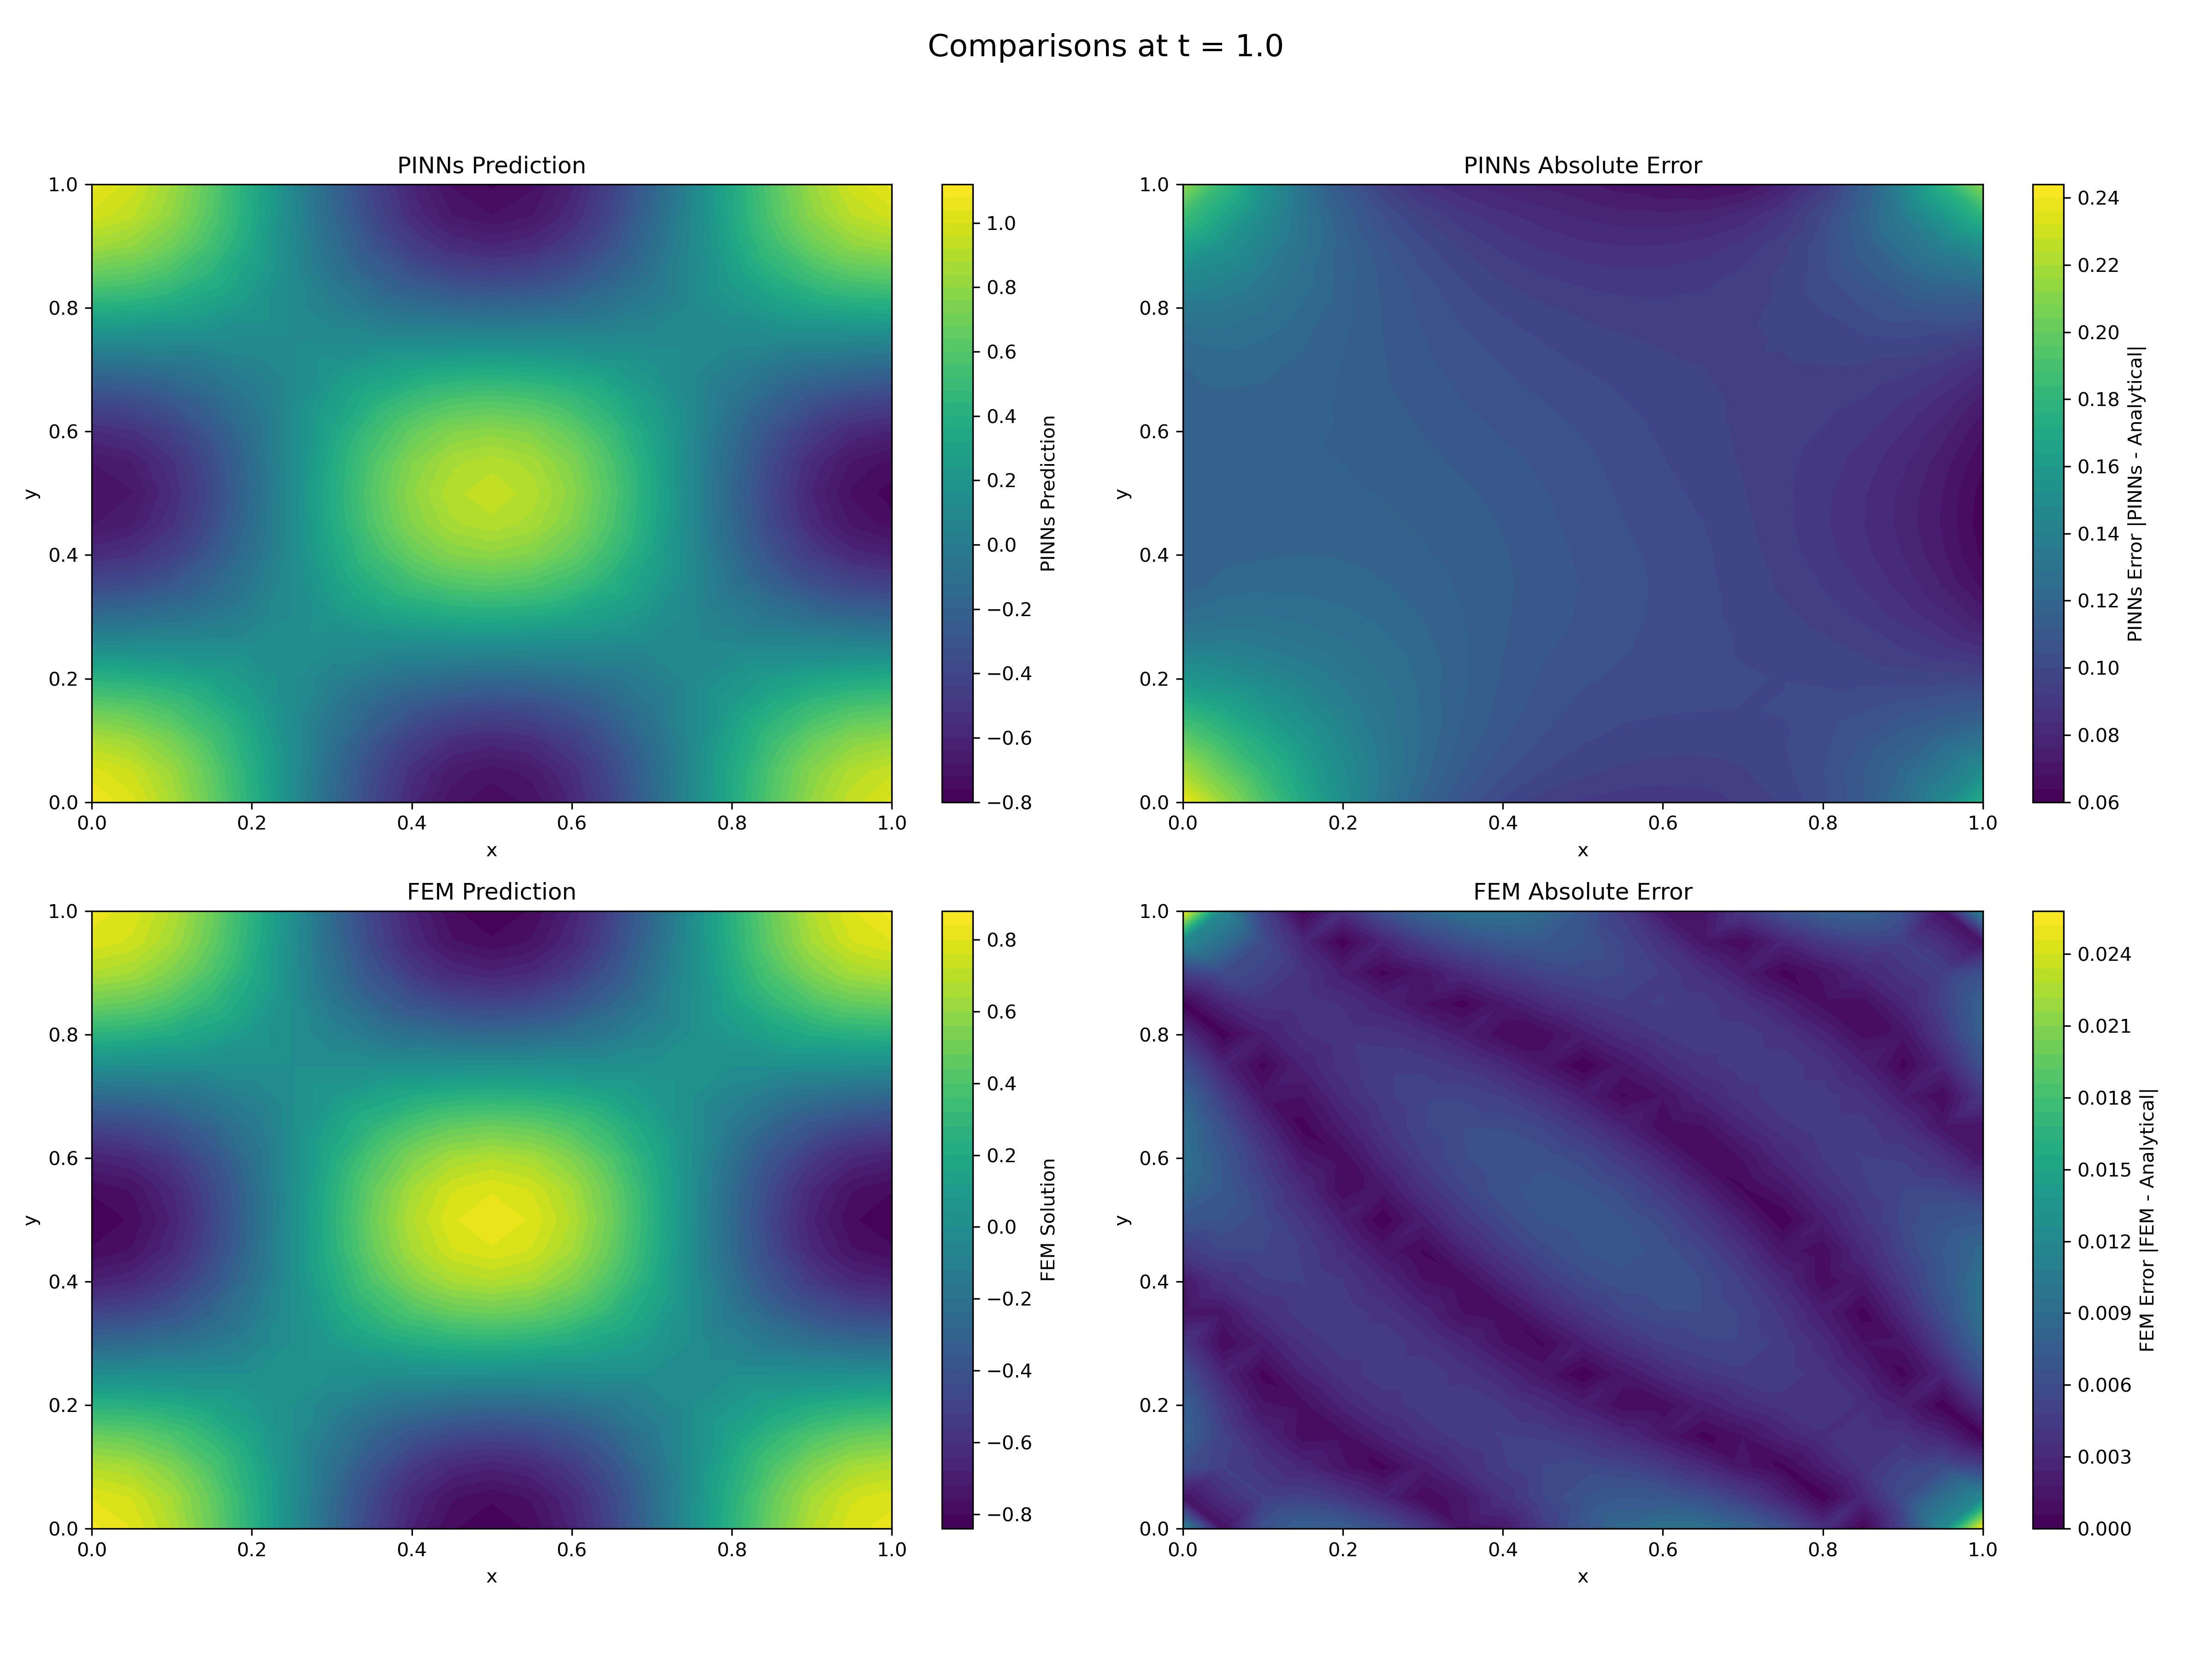 Comparisons at t = 1.0
PINNs Prediction
1.0
0.8
0.6
0.4
0.2
0.0
y
0.0 0.2 0.4 0.6 0.8 1.0
x
1.0
0.8
0.6
0.4
0.2
0.0
−0.2
−0.4
−0.6
−0.8
PINNs Prediction
PINNs Absolute Error
1.0
0.8
0.6
0.4
0.2
0.0
y
0.0 0.2 0.4 0.6 0.8 1.0
x
0.24
0.22
0.20
0.18
0.16
0.14
0.12
0.10
0.08
0.06
PINNs Error |PINNs - Analytical|
FEM Prediction
1.0
0.8
0.6
0.4
0.2
0.0
y
0.0 0.2 0.4 0.6 0.8 1.0
x
0.8
0.6
0.4
0.2
0.0
−0.2
−0.4
−0.6
−0.8
FEM Solution
FEM Absolute Error
1.0
0.8
0.6
0.4
0.2
0.0
y
0.0 0.2 0.4 0.6 0.8 1.0
x
0.024
0.021
0.018
0.015
0.012
0.009
0.006
0.003
0.000
FEM Error |FEM - Analytical|